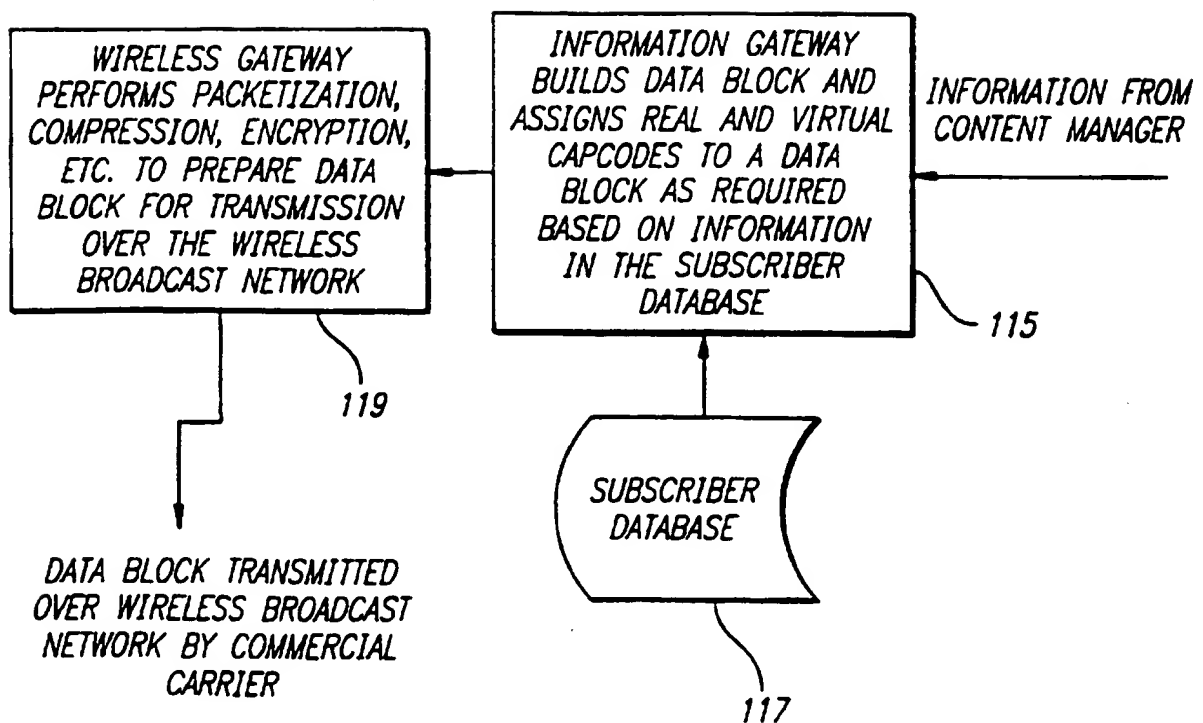 WIRELESS GATEWAY
PERFORMS PACKETIZATION,
COMPRESSION, ENCRYPTION,
ETC. TO PREPARE DATA
BLOCK FOR TRANSMISSION
OVER THE WIRELESS
BROADCAST NETWORK
119
INFORMATION GATEWAY
BUILDS DATA BLOCK AND
ASSIGNS REAL AND VIRTUAL
CAPCODES TO A DATA
BLOCK AS REQUIRED
BASED ON INFORMATION
IN THE SUBSCRIBER
DATABASE
115
INFORMATION FROM
CONTENT MANAGER
SUBSCRIBER
DATABASE
117
DATA BLOCK TRANSMITTED
OVER WIRELESS BROADCAST
NETWORK BY COMMERCIAL
CARRIER